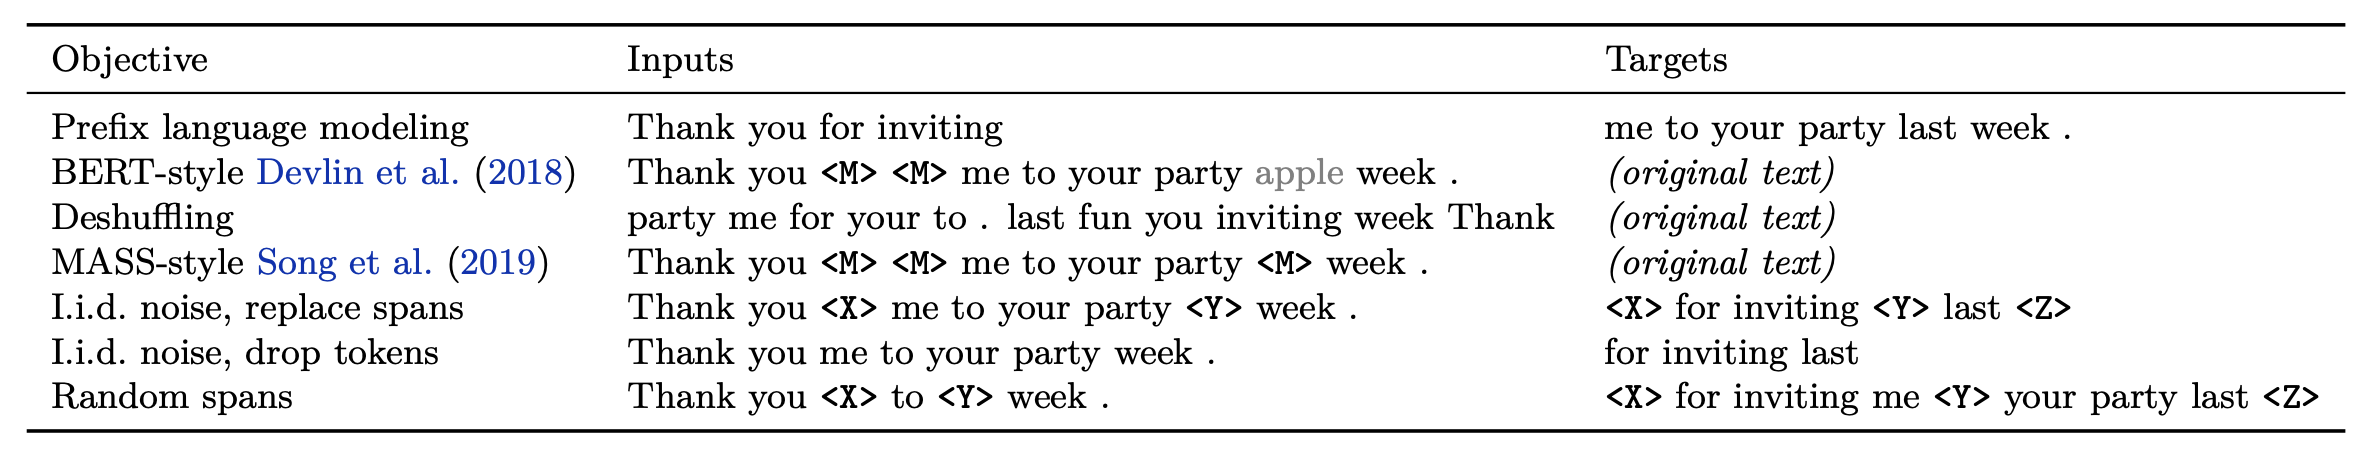 Objective Inputs Targets
Prefix language modeling Thank you for inviting me to your party last week .
BERT-style Devlin et al. (2018) Thank you <M> <M> me to your party apple week . (original text)
Deshuffling party me for your to . last fun you inviting week Thank (original text)
MASS-style Song et al. (2019) Thank you <M> <M> me to your party <M> week . (original text)
I.i.d. noise, replace spans Thank you <X> me to your party <Y> week . <X> for inviting <Y> last <Z>
I.i.d. noise, drop tokens Thank you me to your party week . for inviting last
Random spans Thank you <X> to <Y> week . <X> for inviting me <Y> your party last <Z>